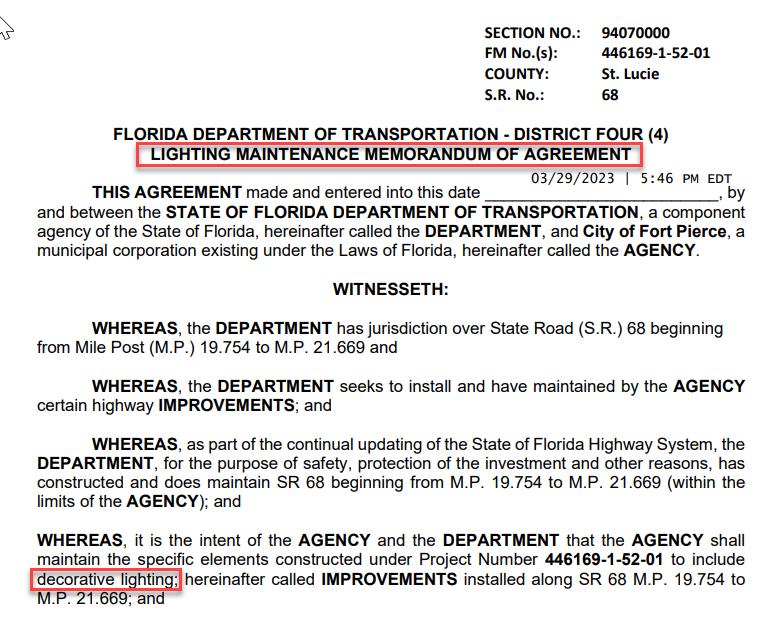 SECTION NO.: 94070000
FM No.(s): 446169-1-52-01
COUNTY: St. Lucie
S.R. No.: 68
FLORIDA DEPARTMENT OF TRANSPORTATION - DISTRICT FOUR (4)
LIGHTING MAINTENANCE MEMORANDUM OF AGREEMENT
03/29/2023 | 5:46 PM EDT
THIS AGREEMENT made and entered into this date __________________________, by
and between the STATE OF FLORIDA DEPARTMENT OF TRANSPORTATION, a component
agency of the State of Florida, hereinafter called the DEPARTMENT, and City of Fort Pierce, a
municipal corporation existing under the Laws of Florida, hereinafter called the AGENCY.
WITNESSETH:
WHEREAS, the DEPARTMENT has jurisdiction over State Road (S.R.) 68 beginning
from Mile Post (M.P.) 19.754 to M.P. 21.669 and
WHEREAS, the DEPARTMENT seeks to install and have maintained by the AGENCY
certain highway IMPROVEMENTS; and
WHEREAS, as part of the continual updating of the State of Florida Highway System, the
DEPARTMENT, for the purpose of safety, protection of the investment and other reasons, has
constructed and does maintain SR 68 beginning from M.P. 19.754 to M.P. 21.669 (within the
limits of the AGENCY); and
WHEREAS, it is the intent of the AGENCY and the DEPARTMENT that the AGENCY shall
maintain the specific elements constructed under Project Number 446169-1-52-01 to include
decorative lighting; hereinafter called IMPROVEMENTS installed along SR 68 M.P. 19.754 to
M.P. 21.669; and